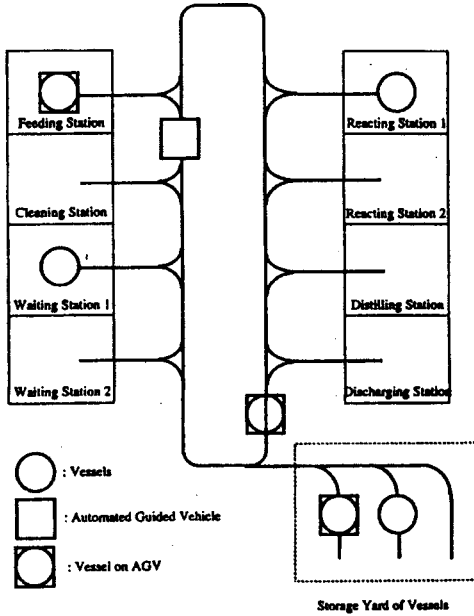 Feeding Station
Cleaning Station
Waiting Station 1
Waiting Station 2
Reacting Station 1
Reacting Station 2
Distilling Station
Discharging Station
: Vessels
: Automated Guided Vehicle
: Vessel on AGV
Storage Yard of Vessels